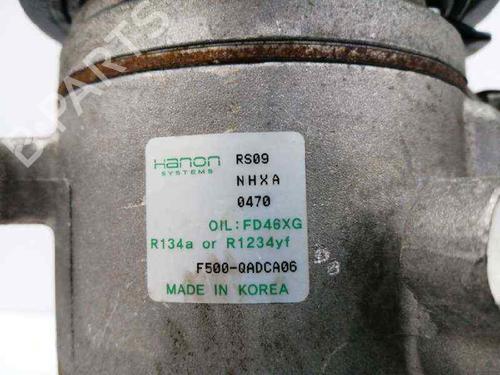 B-PARTS
Hanon RS09
SYSTEMS
NHXA
0470
OIL:FD46XG
R134a or R1234yf
F500-QADCA06
MADE IN KOREA